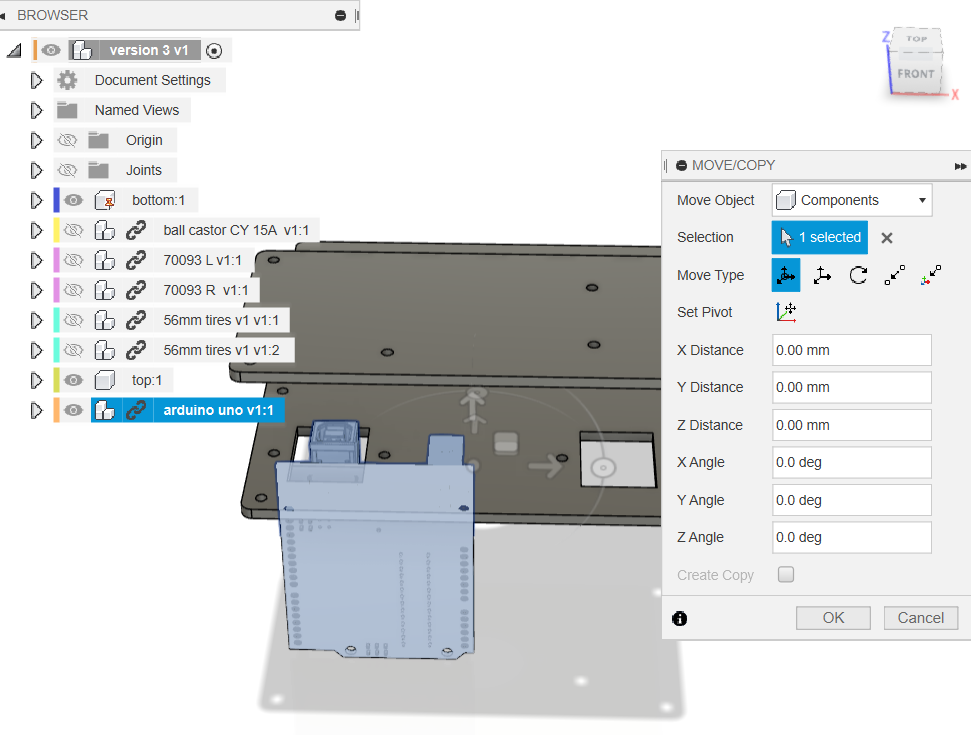 BROWSER
version 3 v1
Document Settings
Named Views
Origin
Joints
bottom:1
ball castor CY 15A v1:1
70093 L v1:1
70093 R v1:1
56mm tires v1 v1:1
56mm tires v1 v1:2
top:1
arduino uno v1:1
Z
TOP
FRONT
X
MOVE/COPY
Move Object Components
Selection 1 selected
Move Type
Set Pivot
X Distance 0.00 mm
Y Distance 0.00 mm
Z Distance 0.00 mm
X Angle 0.0 deg
Y Angle 0.0 deg
Z Angle 0.0 deg
Create Copy
OK Cancel